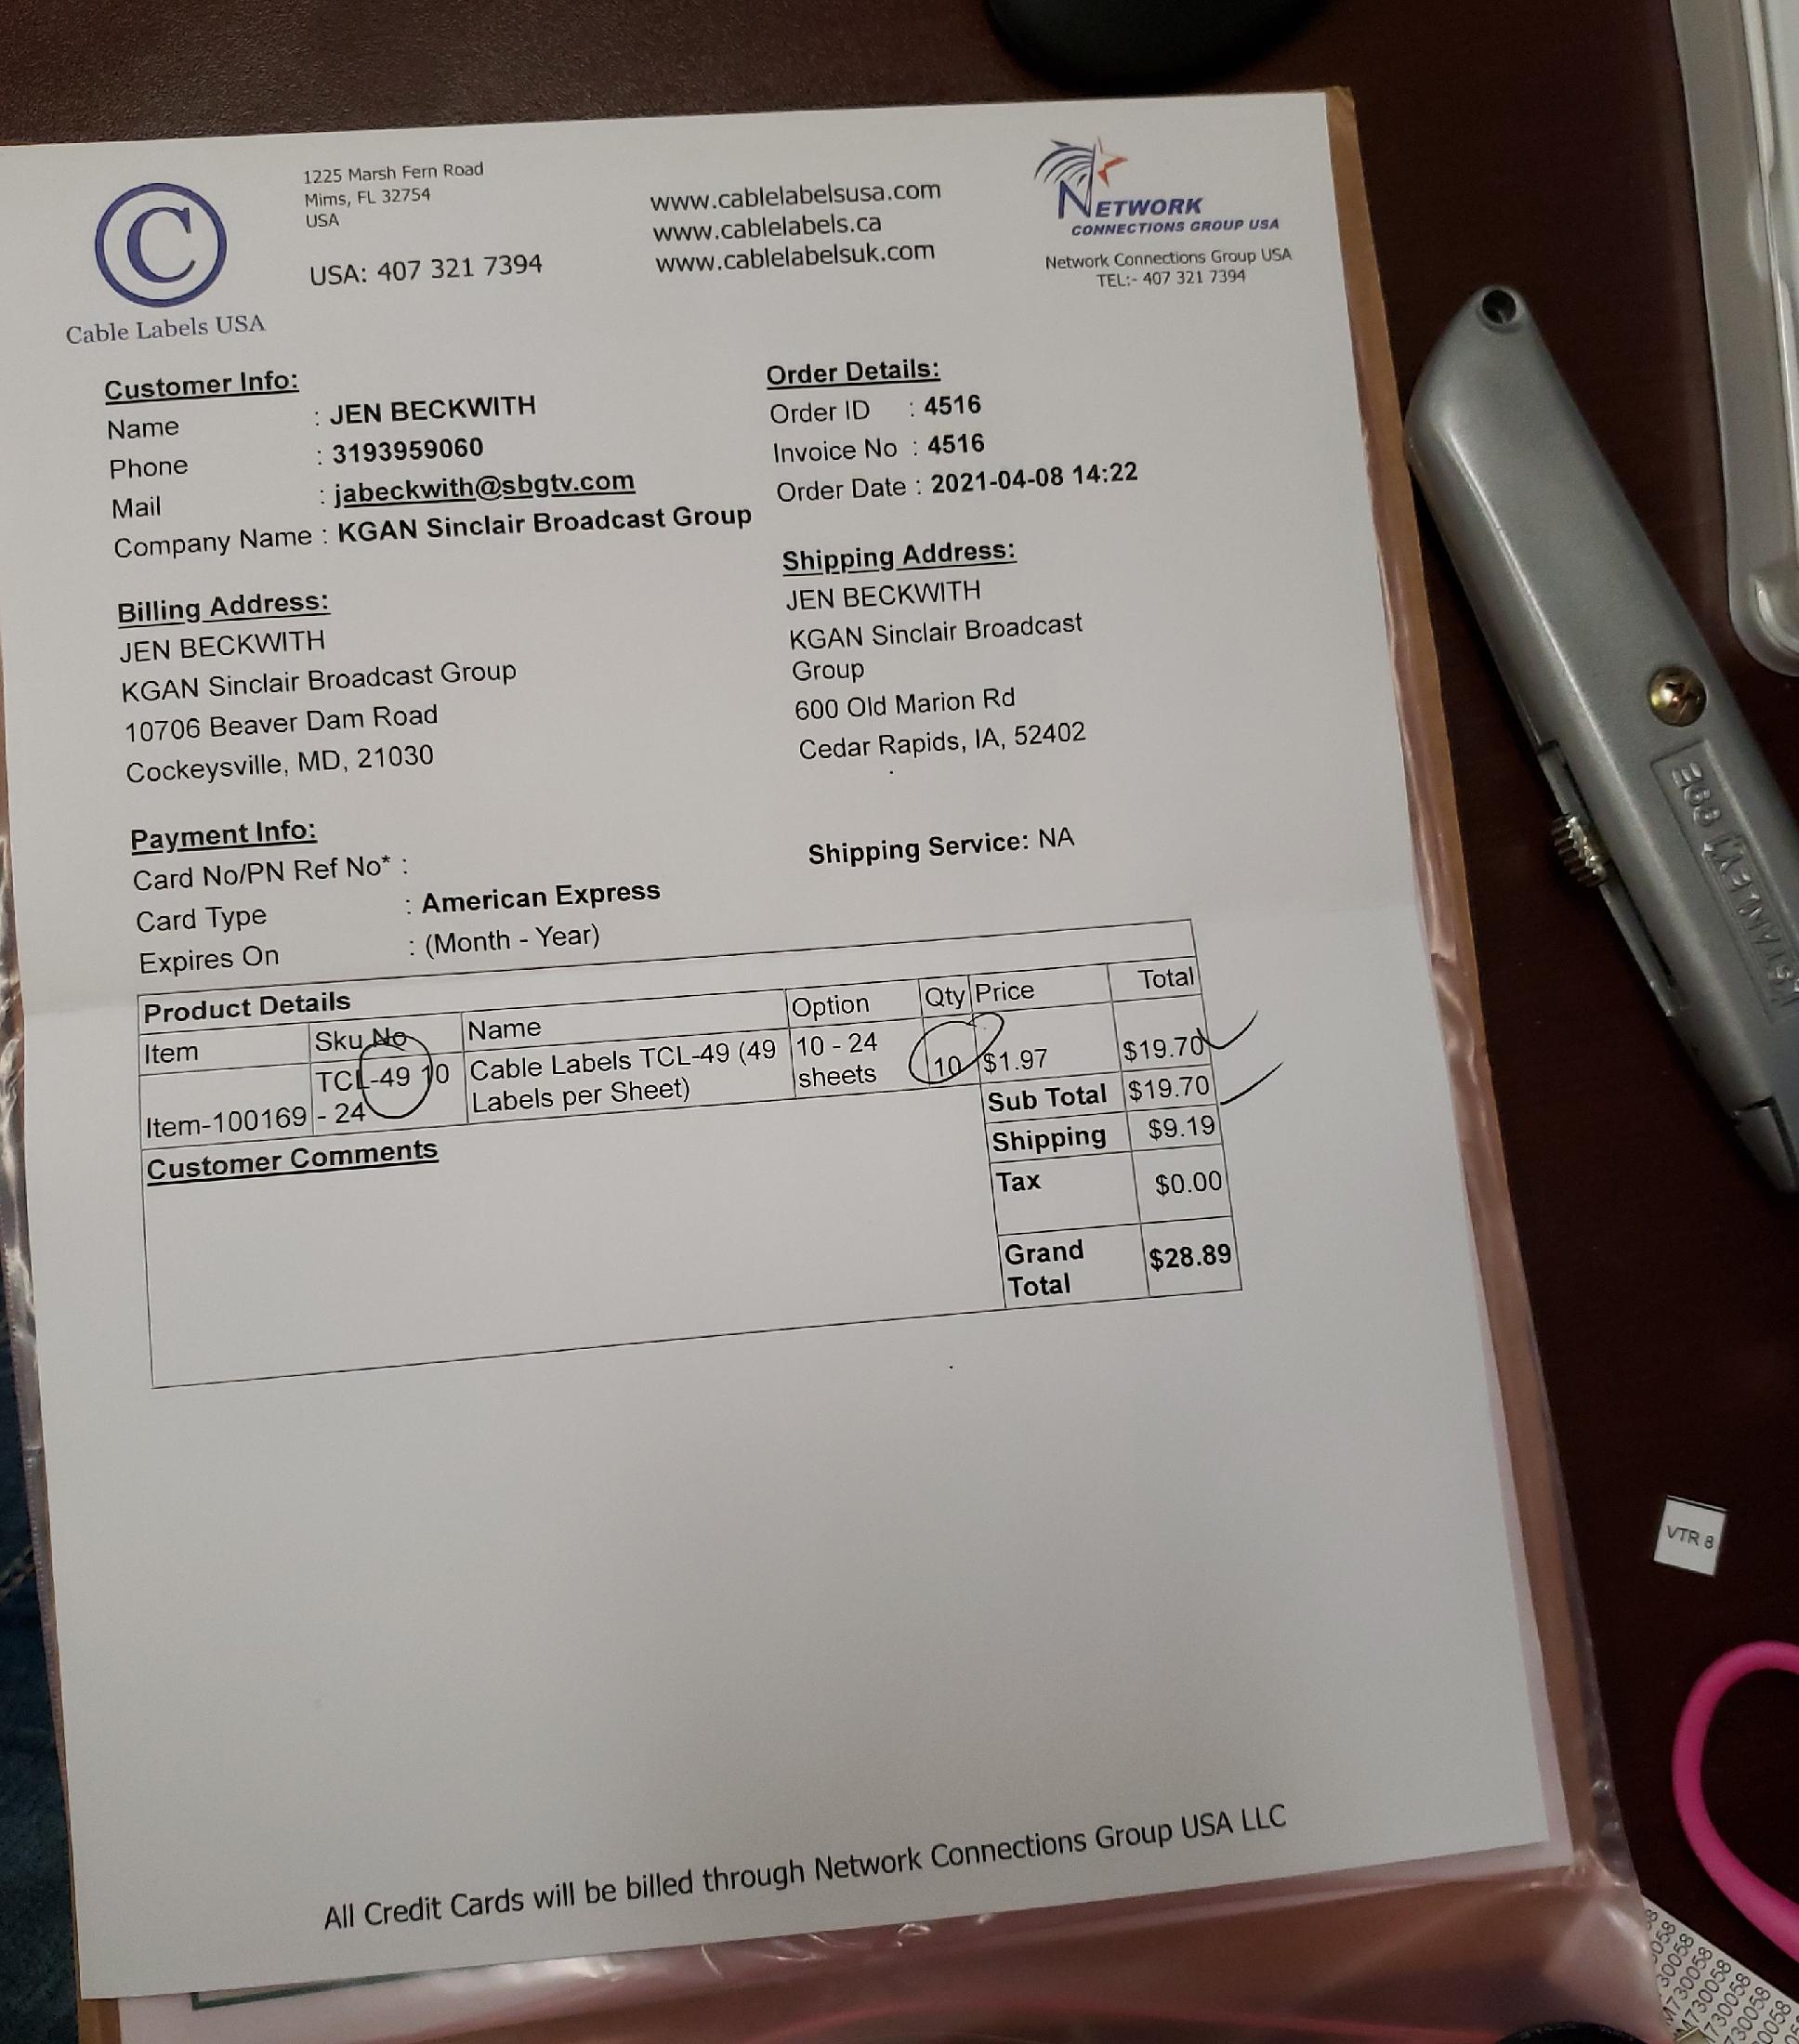 C
Cable Labels USA
1225 Marsh Fern Road
Mims, FL 32754
USA
USA: 407 321 7394
www.cablelabelsusa.com
www.cablelabels.ca
www.cablelabelsuk.com
NETWORK
CONNECTIONS GROUP USA
Network Connections Group USA
TEL:- 407 321 7394
Customer Info:
Name : JEN BECKWITH
Phone : 3193959060
Mail : jabeckwith@sbgtv.com
Company Name : KGAN Sinclair Broadcast Group
Order Details:
Order ID : 4516
Invoice No : 4516
Order Date : 2021-04-08 14:22
Billing Address:
JEN BECKWITH
KGAN Sinclair Broadcast Group
10706 Beaver Dam Road
Cockeysville, MD, 21030
Shipping Address:
JEN BECKWITH
KGAN Sinclair Broadcast
Group
600 Old Marion Rd
Cedar Rapids, IA, 52402
Payment Info:
Card No/PN Ref No* :
Card Type : American Express
Expires On : (Month - Year)
Shipping Service: NA
Product Details
Item Sku No Name Option Qty Price Total
Item-100169 TCL-49 10 Cable Labels TCL-49 (49 10 - 24 10 $1.97 $19.70
- 24 Labels per Sheet) sheets
Sub Total $19.70
Shipping $9.19
Tax $0.00
Grand
Total $28.89
Customer Comments
All Credit Cards will be billed through Network Connections Group USA LLC
STANLEY
VTR 8